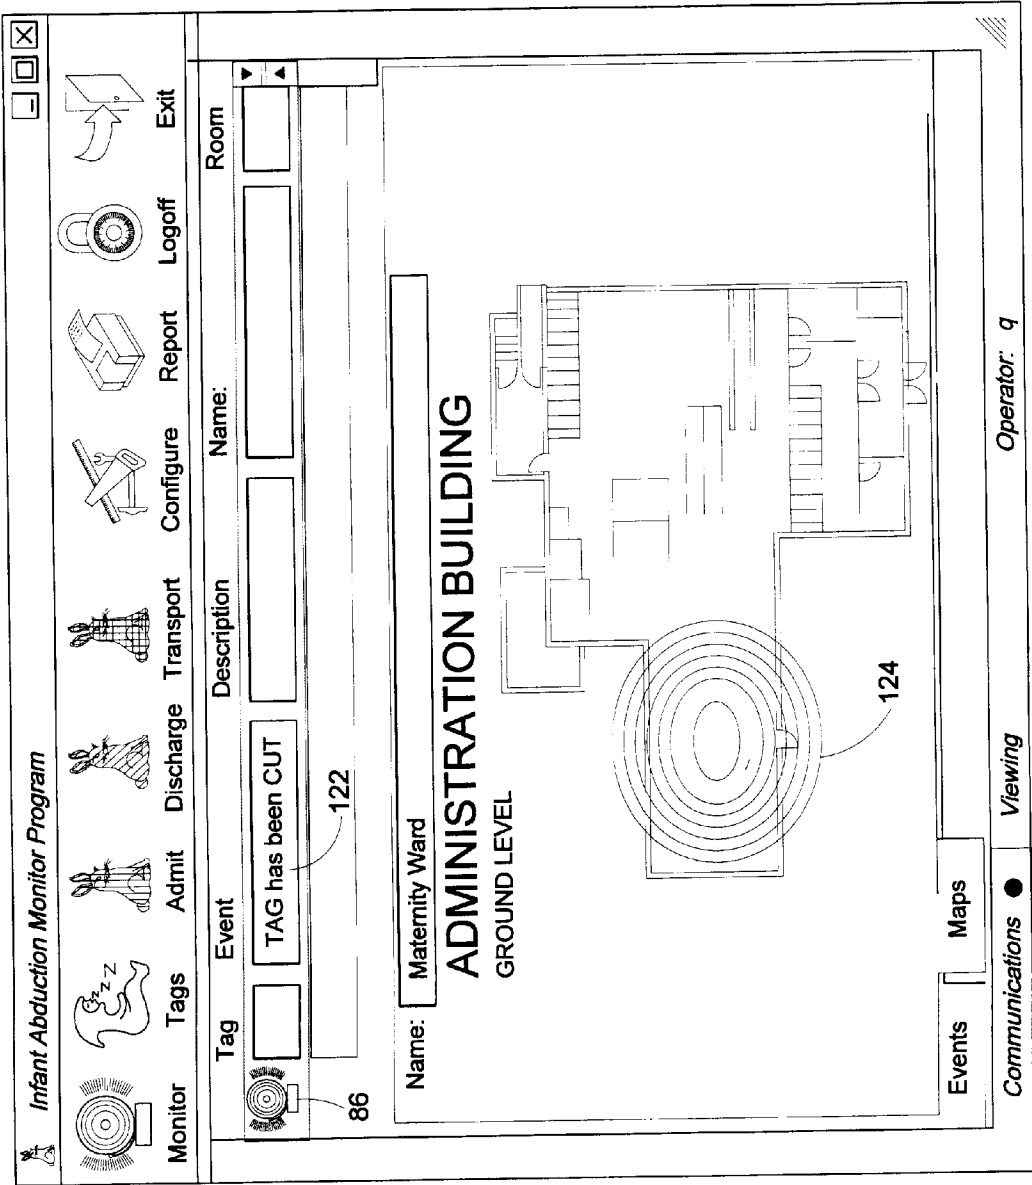 Infant Abduction Monitor Program
Monitor Tags Admit Discharge Transport Configure Report Logoff Exit
Tag Event Description Name: Room
TAG has been CUT
86
122
Name: Maternity Ward
ADMINISTRATION BUILDING
GROUND LEVEL
124
Events Maps
Communications Viewing Operator: q